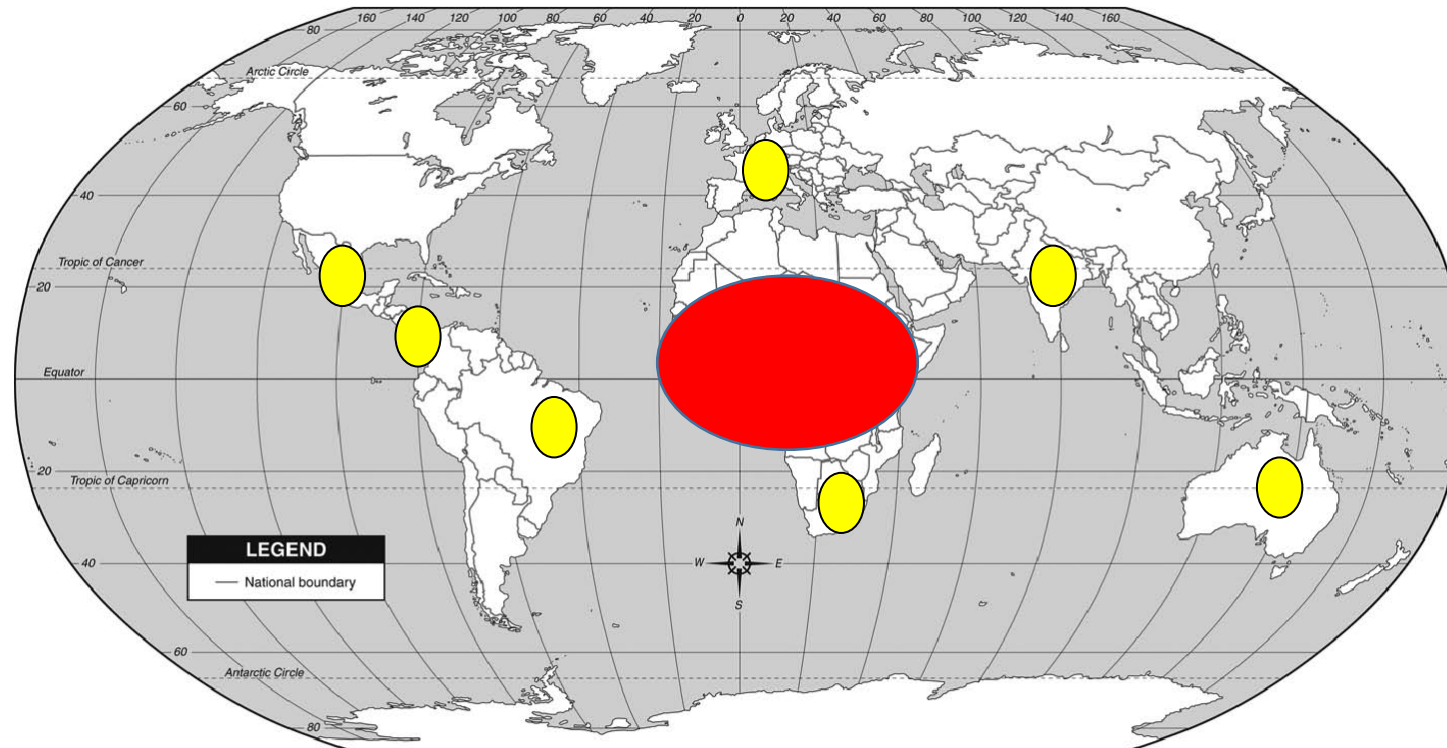 160 140 120 100 80 60 40 20 0 20 40 60 80 100 120 140 160
80
Arctic Circle
60
40
Tropic of Cancer
20
Equator
20
Tropic of Capricorn
N
W E
S
LEGEND
National boundary
40
60
Antarctic Circle
80